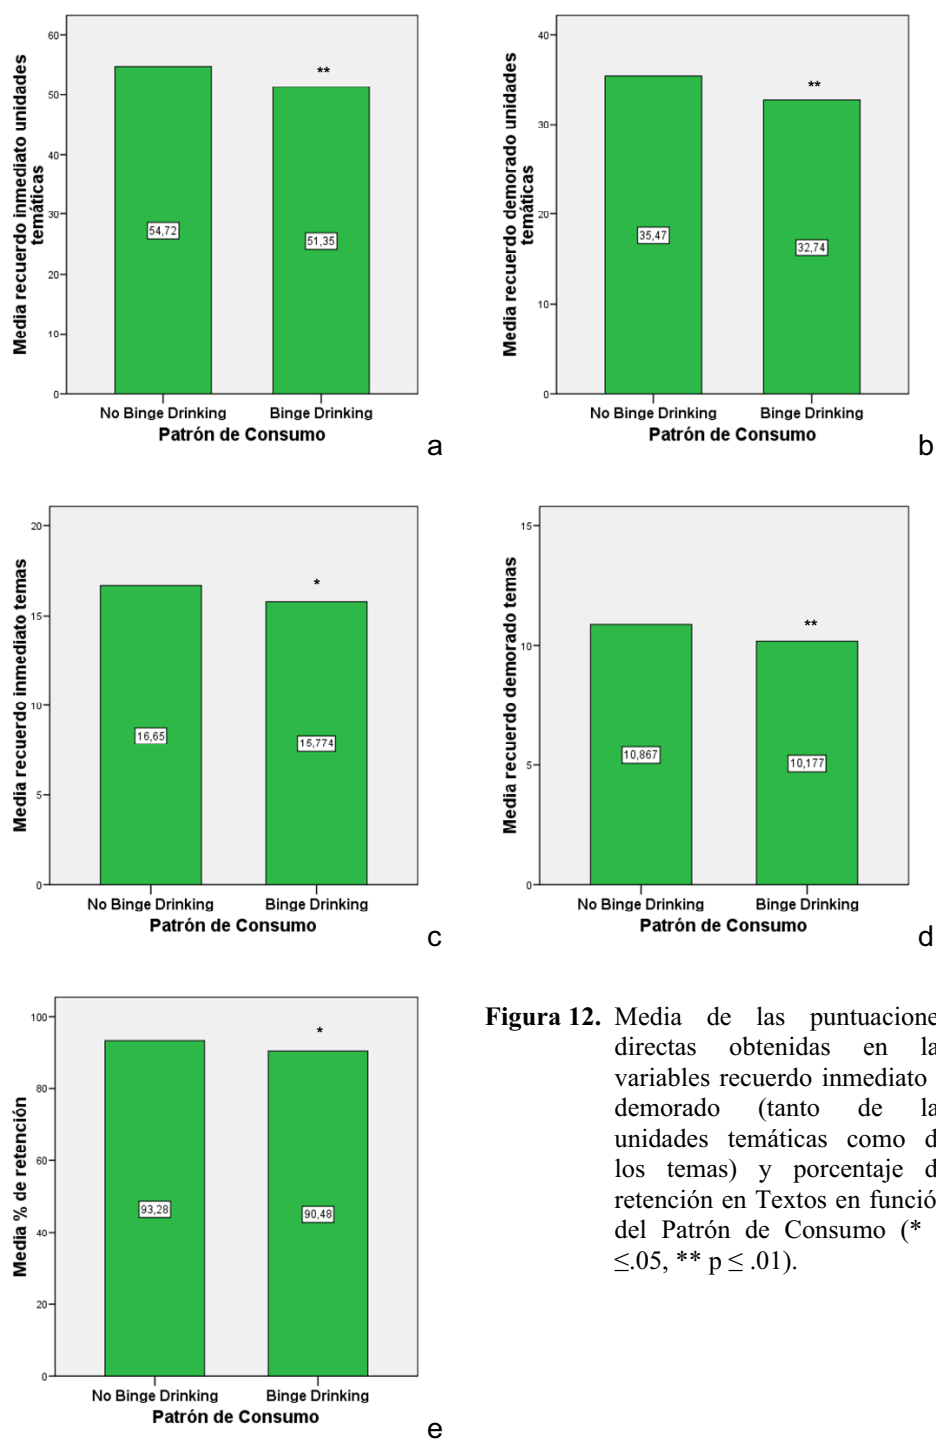 Media recuerdo inmediato unidades
temáticas
60
50
40
30
20
10
0
**
54,72
51,35
No Binge Drinking Binge Drinking
Patrón de Consumo
a
Media recuerdo demorado unidades
temáticas
40
30
20
10
0
**
35,47
32,74
No Binge Drinking Binge Drinking
Patrón de Consumo
b
Media recuerdo inmediato temas
20
15
10
5
0
*
16,65
15,774
No Binge Drinking Binge Drinking
Patrón de Consumo
c
Media recuerdo demorado temas
15
10
5
0
**
10,867
10,177
No Binge Drinking Binge Drinking
Patrón de Consumo
d
Media % de retención
100
80
60
40
20
0
*
93,28
90,48
No Binge Drinking Binge Drinking
Patrón de Consumo
e
Figura 12. Media de las puntuacione
directas obtenidas en la
variables recuerdo inmediato
demorado (tanto de la
unidades temáticas como d
los temas) y porcentaje d
retención en Textos en función
del Patrón de Consumo (*
≤.05, ** p ≤ .01).